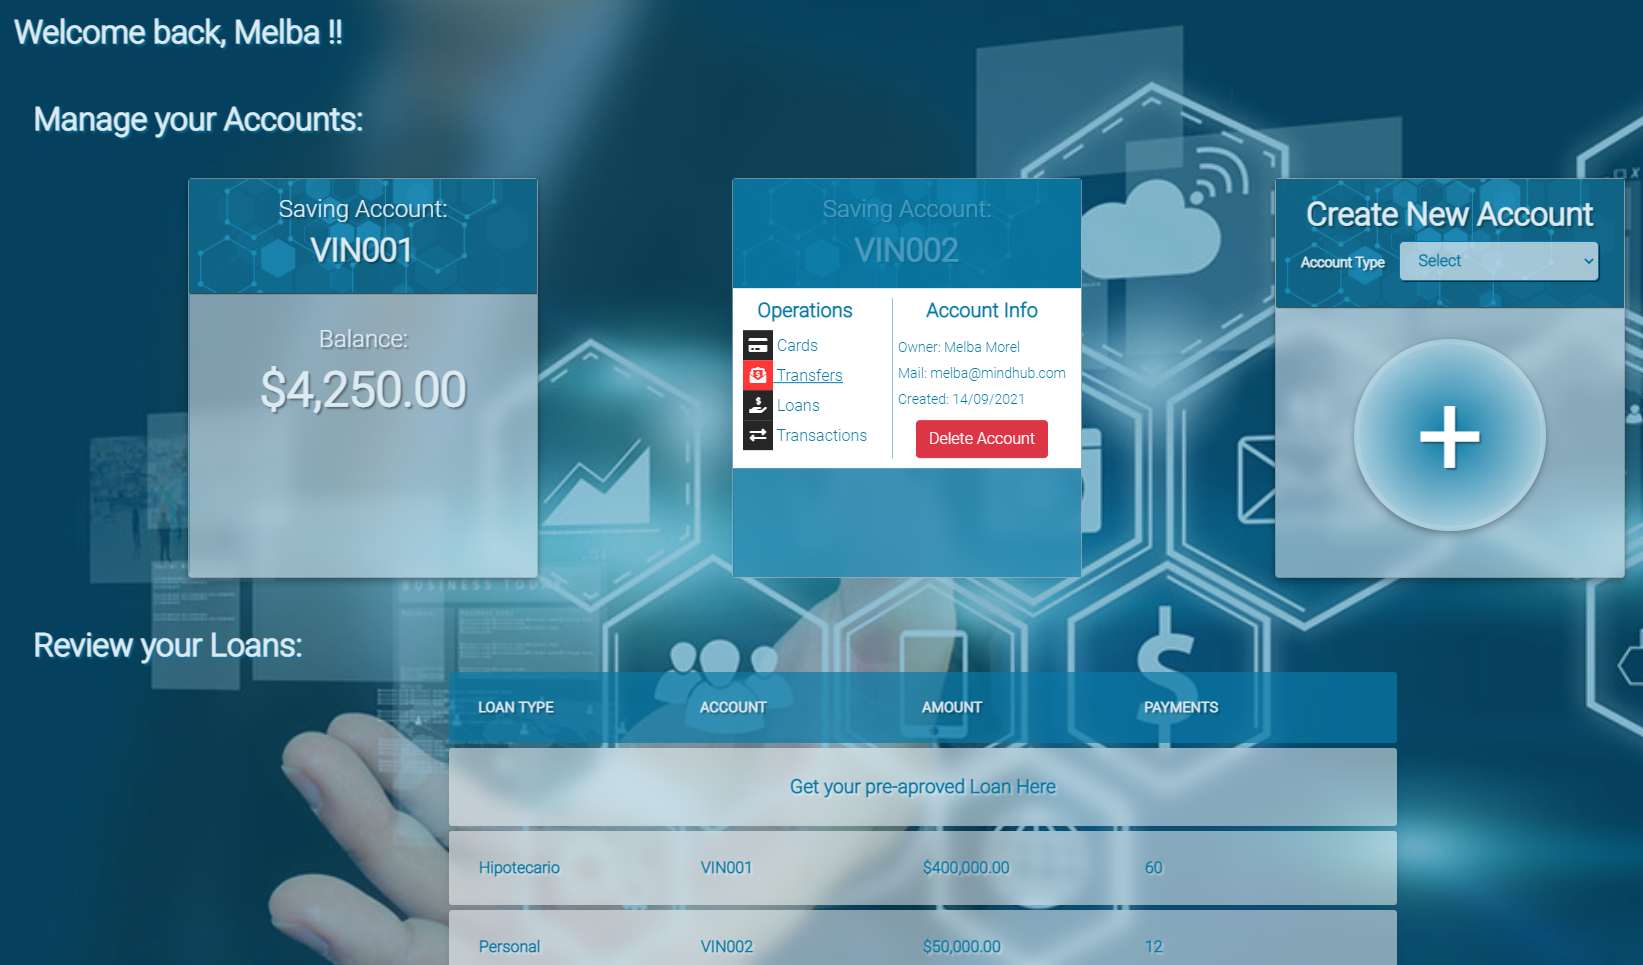 Welcome back, Melba !!
Manage your Accounts:
Saving Account:
VIN001
Balance:
$4,250.00
Saving Account:
VIN002
Operations
Cards
Transfers
Loans
Transactions
Account Info
Owner: Melba Morel
Mail: melba@mindhub.com
Created: 14/09/2021
Delete Account
Create New Account
Account Type Select
BUSINESS TODAY
Review your Loans:
LOAN TYPE ACCOUNT AMOUNT PAYMENTS
Get your pre-aproved Loan Here
Hipotecario VIN001 $400,000.00 60
Personal VIN002 $50,000.00 12